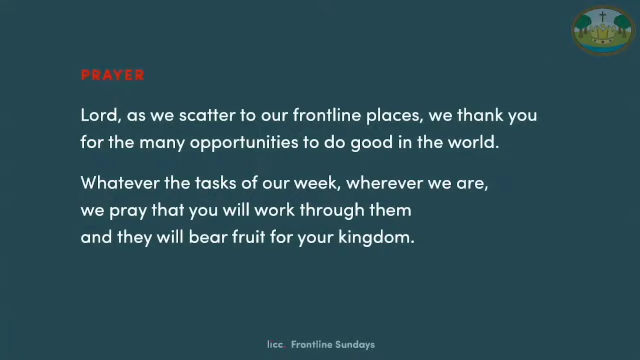 PRAYER
Lord, as we scatter to our frontline places, we thank you
for the many opportunities to do good in the world.
Whatever the tasks of our week, wherever we are,
we pray that you will work through them
and they will bear fruit for your kingdom.
licc. Frontline Sundays